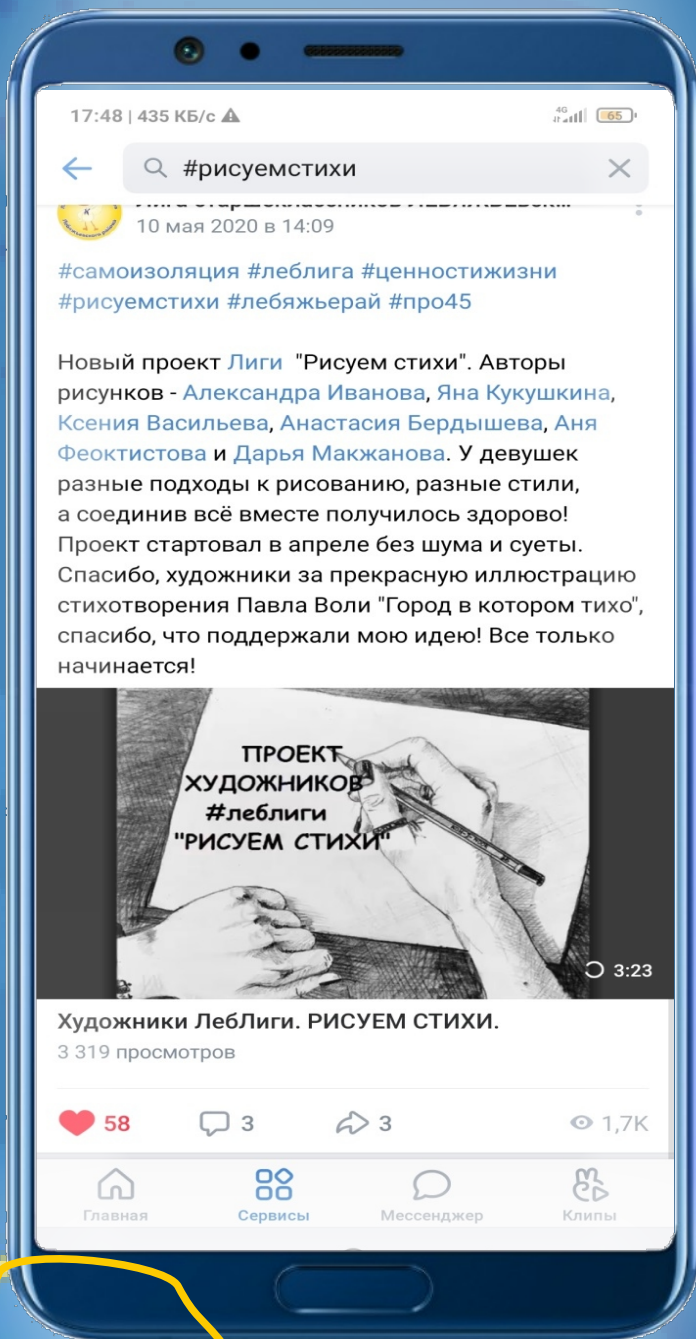 17:48 | 435 КБ/с
4G
65
#рисуемстихи
10 мая 2020 в 14:09
#самоизоляция #леблига #ценностижизни
#рисуемстихи #лебяжьерай #про45
Новый проект Лиги "Рисуем стихи". Авторы
рисунков - Александра Иванова, Яна Кукушкина,
Ксения Васильева, Анастасия Бердышева, Аня
Феоктистова и Дарья Макжанова. У девушек
разные подходы к рисованию, разные стили,
а соединив всё вместе получилось здорово!
Проект стартовал в апреле без шума и суеты.
Спасибо, художники за прекрасную иллюстрацию
стихотворения Павла Воли "Город в котором тихо",
спасибо, что поддержали мою идею! Все только
начинается!
ПРОЕКТ
ХУДОЖНИКОВ
#леблиги
"РИСУЕМ СТИХИ"
3:23
Художники ЛебЛиги. РИСУЕМ СТИХИ.
3 319 просмотров
58
3
3
1,7K
Главная
Сервисы
Мессенджер
Клипы